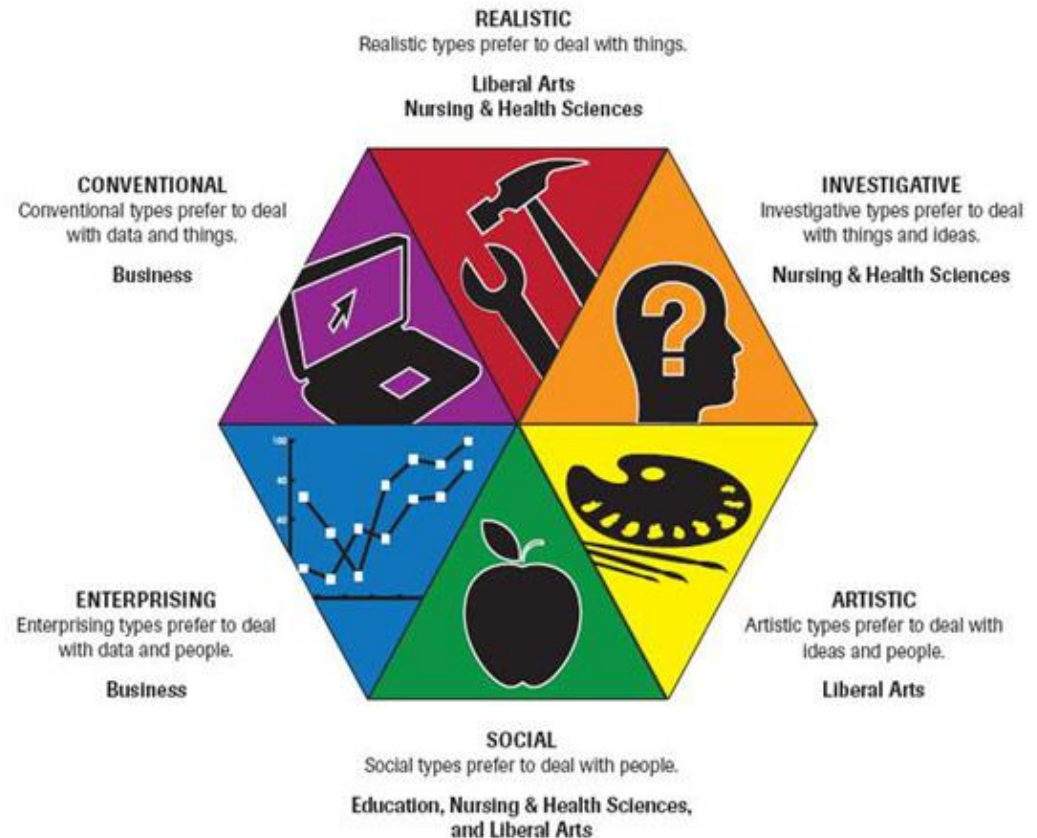 REALISTIC
Realistic types prefer to deal with things.
Liberal Arts
Nursing & Health Sciences
CONVENTIONAL
Conventional types prefer to deal
with data and things.
Business
INVESTIGATIVE
Investigative types prefer to deal
with things and ideas.
Nursing & Health Sciences
?
100
40
ENTERPRISING
Enterprising types prefer to deal
with data and people.
Business
ARTISTIC
Artistic types prefer to deal with
ideas and people.
Liberal Arts
SOCIAL
Social types prefer to deal with people.
Education, Nursing & Health Sciences,
and Liberal Arts